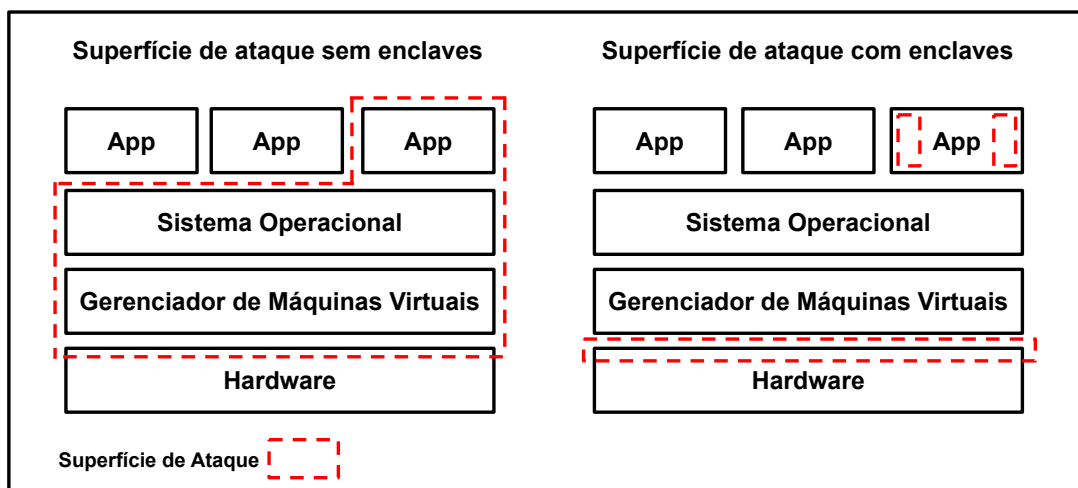 Superfície de ataque sem enclaves
App
App
App
Sistema Operacional
Gerenciador de Máquinas Virtuais
Hardware
Superfície de Ataque
Superfície de ataque com enclaves
App
App
App
Sistema Operacional
Gerenciador de Máquinas Virtuais
Hardware